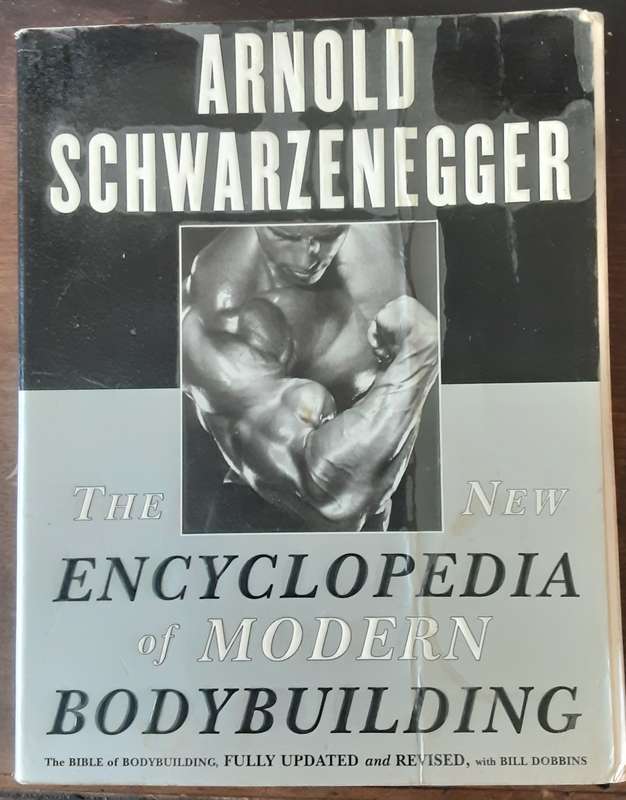 ARNOLD
SCHWARZENEGGER
THE NEW
ENCYCLOPEDIA
of MODERN
BODYBUILDING
The BIBLE of BODYBUILDING, FULLY UPDATED and REVISED, with BILL DOBBINS